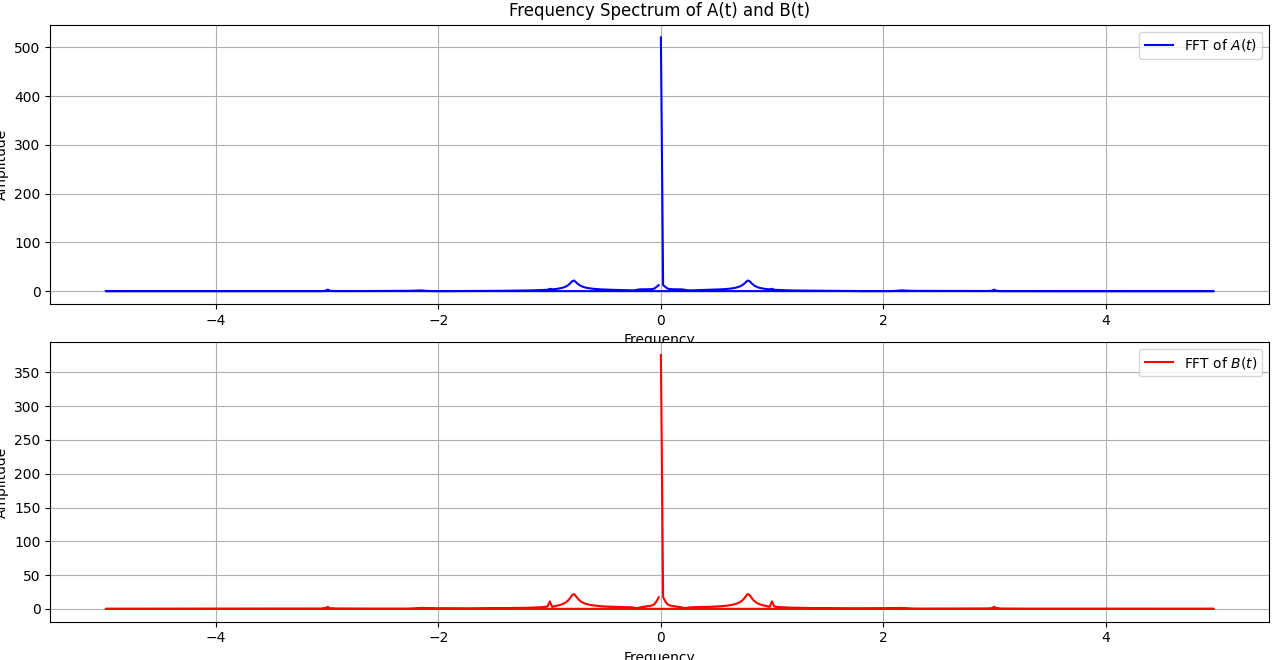 Frequency Spectrum of A(t) and B(t)
FFT of A(t)
Amplitude
500
400
300
200
100
0
−4 −2 0 2 4
Frequency
FFT of B(t)
Amplitude
350
300
250
200
150
100
50
0
−4 −2 0 2 4
Frequency